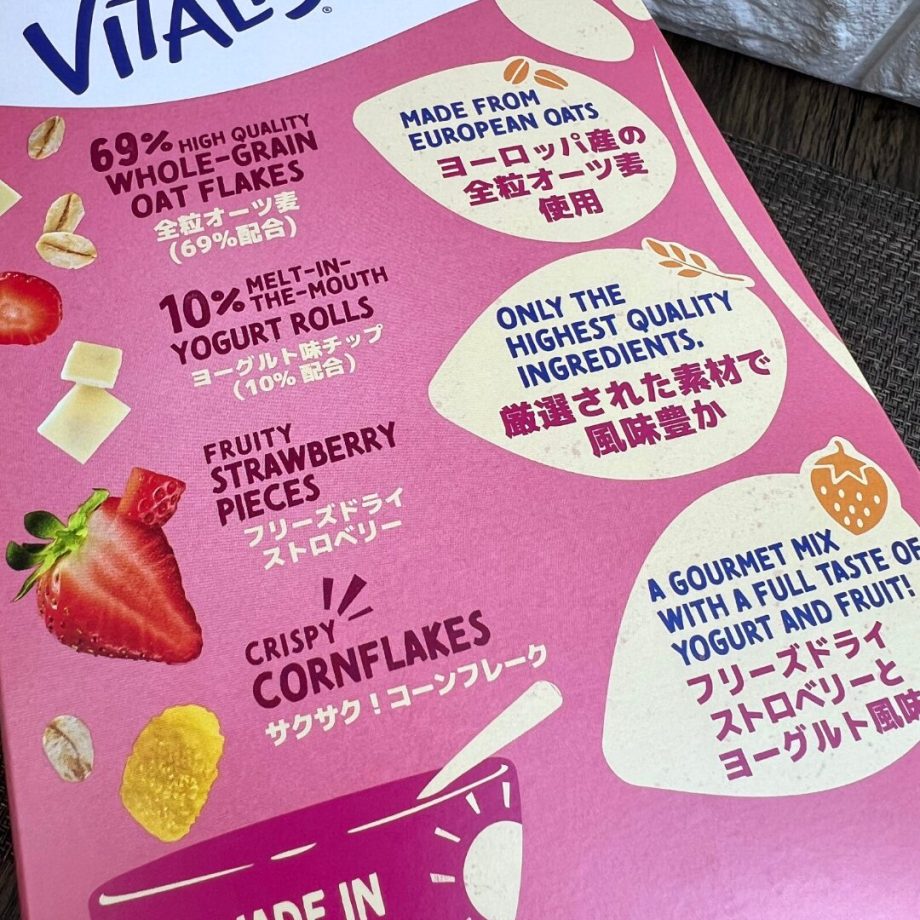 VITALIS®
69% HIGH QUALITY
WHOLE-GRAIN
OAT FLAKES
全粒オーツ麦
(69%配合)
10% MELT-IN-
THE-MOUTH
YOGURT ROLLS
ヨーグルト味チップ
(10% 配合)
FRUITY
STRAWBERRY
PIECES
フリーズドライ
ストロベリー
CRISPY
CORNFLAKES
サクサク！コーンフレーク
MADE IN
MADE FROM
EUROPEAN OATS
ヨーロッパ産の
全粒オーツ麦
使用
ONLY THE
HIGHEST QUALITY
INGREDIENTS.
厳選された素材で
風味豊か
A GOURMET MIX
WITH A FULL TASTE OF
YOGURT AND FRUIT!
フリーズドライ
ストロベリーと
ヨーグルト風味